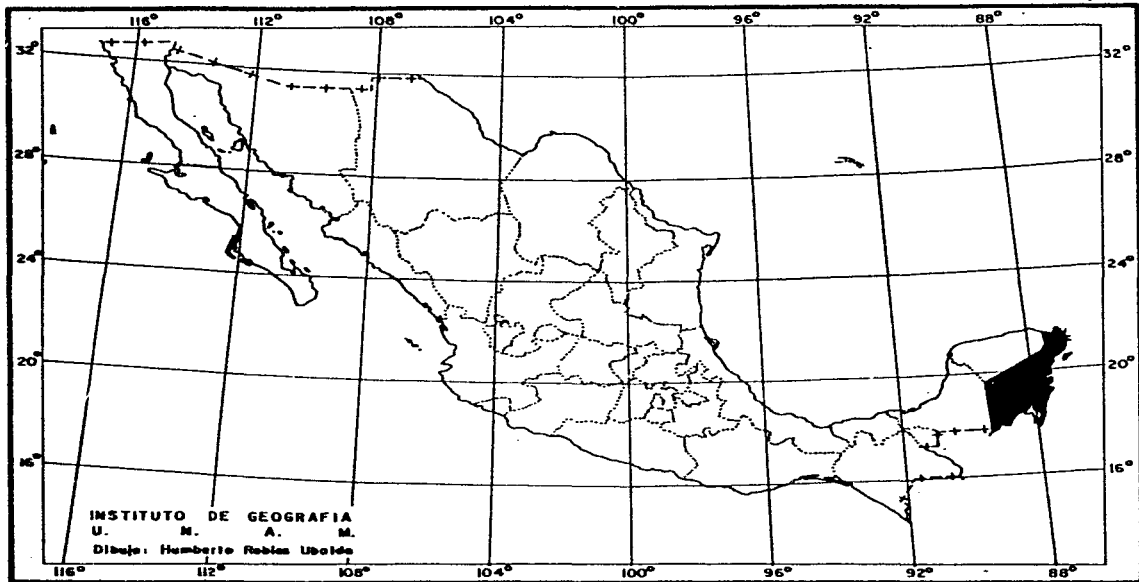 116° 112° 108° 104° 100° 96° 92° 88°
32° 32°
28° 28°
24° 24°
20° 20°
16° 16°
INSTITUTO DE GEOGRAFIA
U. N. A. M.
Dibujo: Humberto Robles Ubaldo
116° 112° 108° 104° 100° 96° 92° 88°